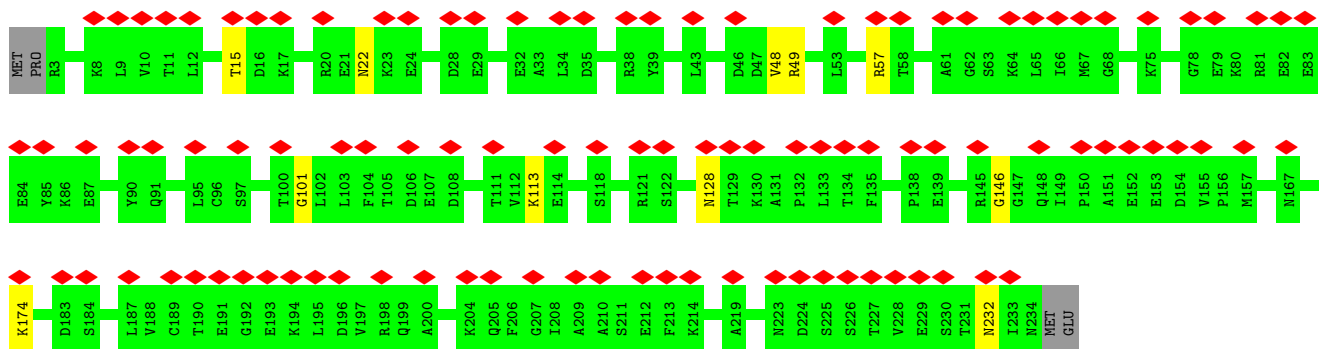 MET PRO R3 K8 L9 V10 T11 L12 T15 D16 K17 R20 E21 N22 K23 E24 D28 E29 E32 A33 L34 D35 R38 Y39 L43 D46 D47 V48 R49 L53 R57 T58 A61 G62 S63 K64 L65 I66 M67 G68 K75 G78 E79 K80 R81 E82 E83
E84 Y85 K86 E87 Y90 Q91 L95 C96 S97 T100 G101 L102 L103 F104 T105 D106 E107 D108 T111 V112 K113 E114 S118 R121 S122 N128 T129 K130 A131 P132 L133 T134 F135 P138 E139 R145 G146 G147 Q148 I149 P150 A151 E152 E153 D154 V155 P156 M157 N167
K174 D183 S184 L187 V188 C189 T190 E191 G192 E193 K194 L195 D196 V197 R198 Q199 A200 K204 Q205 F206 G207 I208 A209 A210 S211 E212 F213 K214 A219 N223 D224 S225 S226 T227 V228 E229 S230 T231 N232 I233 N234 MET GLU